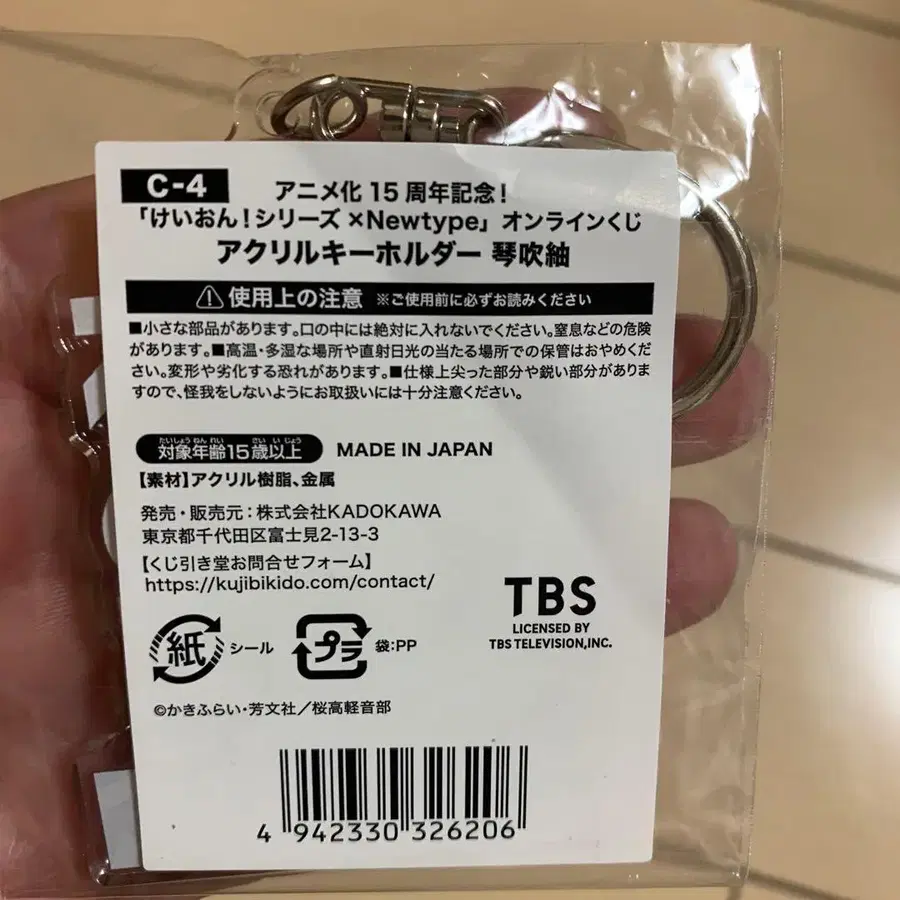 C-4
アニメ化 15 周年記念!
「けいおん!シリーズ ×Newtype」オンラインくじ
アクリルキーホルダー 琴吹紬
使用上の注意 ※ご使用前に必ずお読みください
■小さな部品があります。口の中には絶対に入れないでください。窒息などの危険
があります。■高温・多湿な場所や直射日光の当たる場所での保管はおやめくだ
さい。変形や劣化する恐れがあります。■仕様上尖った部分や鋭い部分がありま
すので、怪我をしないようにお取扱いには十分注意ください。
たいしょうねんれい さい いじょう
対象年齢15歳以上 MADE IN JAPAN
【素材】アクリル樹脂、金属
発売・販売元:株式会社KADOKAWA
東京都千代田区富士見2-13-3
【くじ引き堂お問合せフォーム】
https://kujibikido.com/contact/
TBS
LICENSED BY
TBS TELEVISION,INC.
紙 シール プラ 袋:PP
©かきふらい・芳文社/桜高軽音部
4 942330 326206